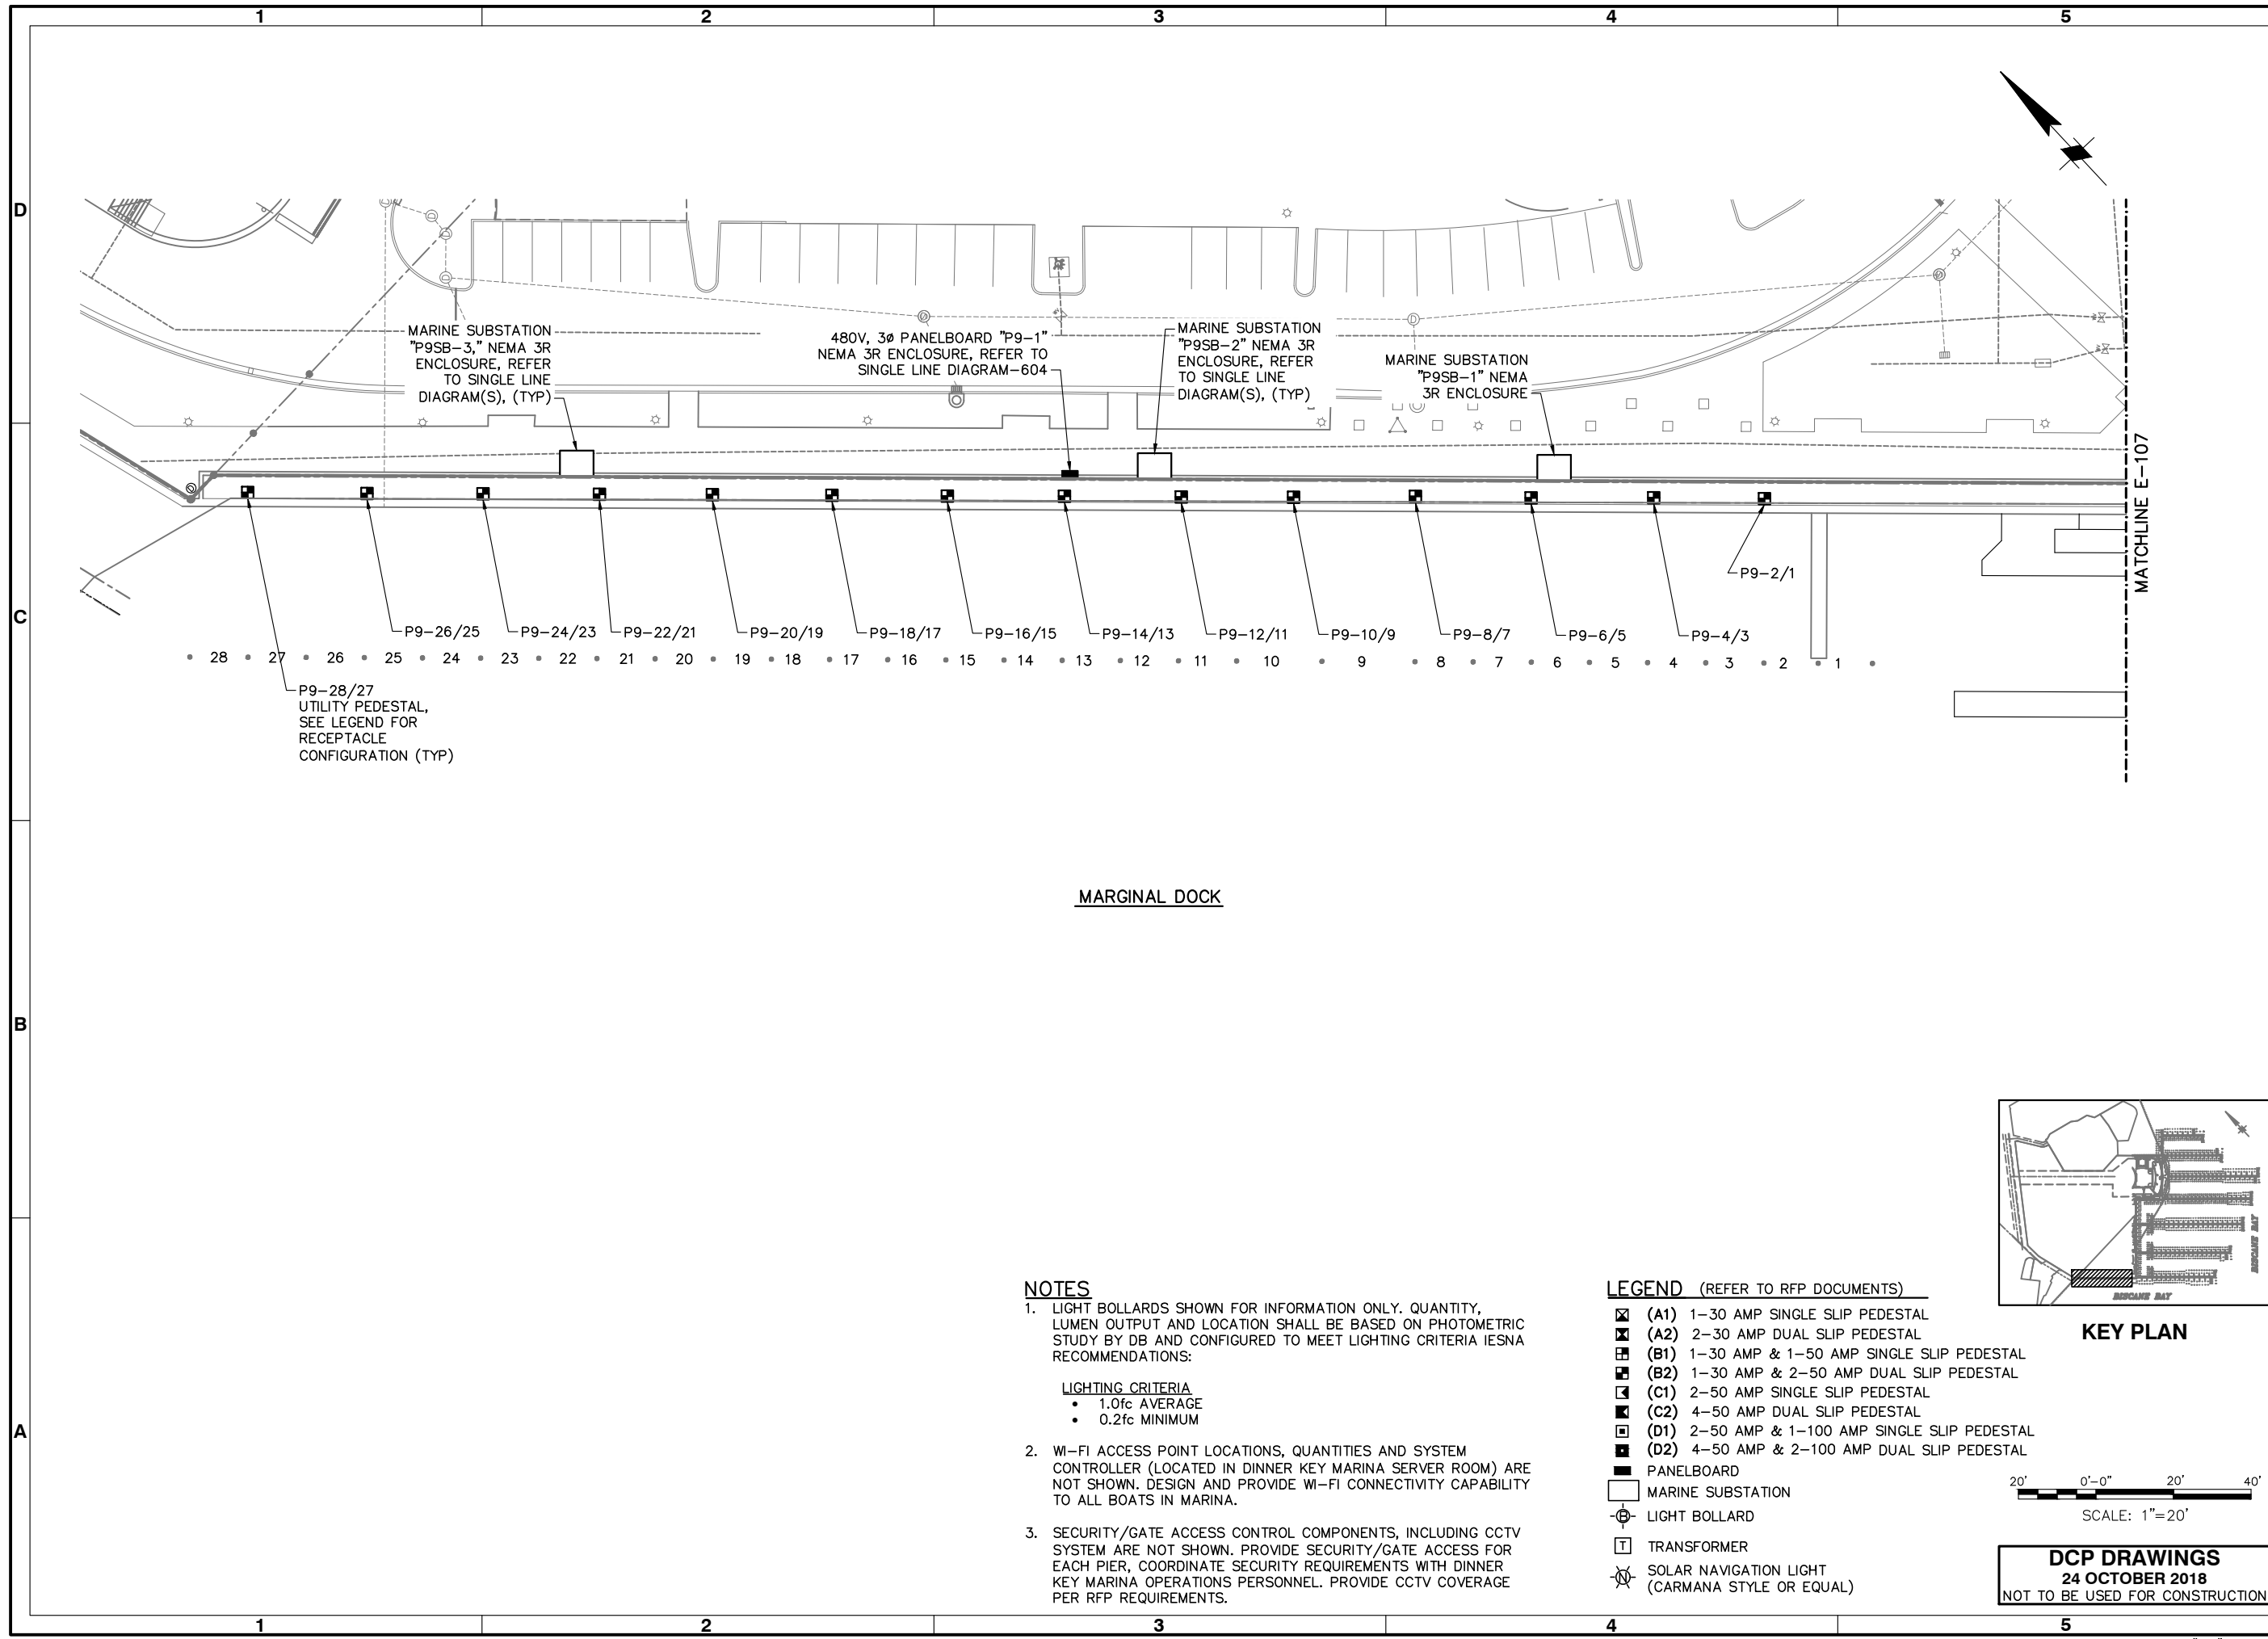 1 2 3 4 5
D
C
B
A
MARINE SUBSTATION
"P9SB-3," NEMA 3R
ENCLOSURE, REFER
TO SINGLE LINE
DIAGRAM(S), (TYP)
480V, 3ø PANELBOARD "P9-1"
NEMA 3R ENCLOSURE, REFER TO
SINGLE LINE DIAGRAM-604
MARINE SUBSTATION
"P9SB-2" NEMA 3R
ENCLOSURE, REFER
TO SINGLE LINE
DIAGRAM(S), (TYP)
MARINE SUBSTATION
"P9SB-1" NEMA
3R ENCLOSURE
MATCHLINE E-107
P9-2/1
P9-26/25 P9-24/23 P9-22/21 P9-20/19 P9-18/17 P9-16/15 P9-14/13 P9-12/11 P9-10/9 P9-8/7 P9-6/5 P9-4/3
28 27 26 25 24 23 22 21 20 19 18 17 16 15 14 13 12 11 10 9 8 7 6 5 4 3 2 1
P9-28/27
UTILITY PEDESTAL,
SEE LEGEND FOR
RECEPTACLE
CONFIGURATION (TYP)
MARGINAL DOCK
NOTES
1. LIGHT BOLLARDS SHOWN FOR INFORMATION ONLY. QUANTITY,
LUMEN OUTPUT AND LOCATION SHALL BE BASED ON PHOTOMETRIC
STUDY BY DB AND CONFIGURED TO MEET LIGHTING CRITERIA IESNA
RECOMMENDATIONS:
LIGHTING CRITERIA
• 1.0fc AVERAGE
• 0.2fc MINIMUM
2. WI-FI ACCESS POINT LOCATIONS, QUANTITIES AND SYSTEM
CONTROLLER (LOCATED IN DINNER KEY MARINA SERVER ROOM) ARE
NOT SHOWN. DESIGN AND PROVIDE WI-FI CONNECTIVITY CAPABILITY
TO ALL BOATS IN MARINA.
3. SECURITY/GATE ACCESS CONTROL COMPONENTS, INCLUDING CCTV
SYSTEM ARE NOT SHOWN. PROVIDE SECURITY/GATE ACCESS FOR
EACH PIER, COORDINATE SECURITY REQUIREMENTS WITH DINNER
KEY MARINA OPERATIONS PERSONNEL. PROVIDE CCTV COVERAGE
PER RFP REQUIREMENTS.
LEGEND (REFER TO RFP DOCUMENTS)
(A1) 1-30 AMP SINGLE SLIP PEDESTAL
(A2) 2-30 AMP DUAL SLIP PEDESTAL
(B1) 1-30 AMP & 1-50 AMP SINGLE SLIP PEDESTAL
(B2) 1-30 AMP & 2-50 AMP DUAL SLIP PEDESTAL
(C1) 2-50 AMP SINGLE SLIP PEDESTAL
(C2) 4-50 AMP DUAL SLIP PEDESTAL
(D1) 2-50 AMP & 1-100 AMP SINGLE SLIP PEDESTAL
(D2) 4-50 AMP & 2-100 AMP DUAL SLIP PEDESTAL
PANELBOARD
MARINE SUBSTATION
B LIGHT BOLLARD
T TRANSFORMER
N SOLAR NAVIGATION LIGHT
(CARMANA STYLE OR EQUAL)
BISCANE BAY
BISCANE BAY
KEY PLAN
20' 0'-0" 20' 40'
SCALE: 1"=20'
DCP DRAWINGS
24 OCTOBER 2018
NOT TO BE USED FOR CONSTRUCTION
1 2 3 4 5